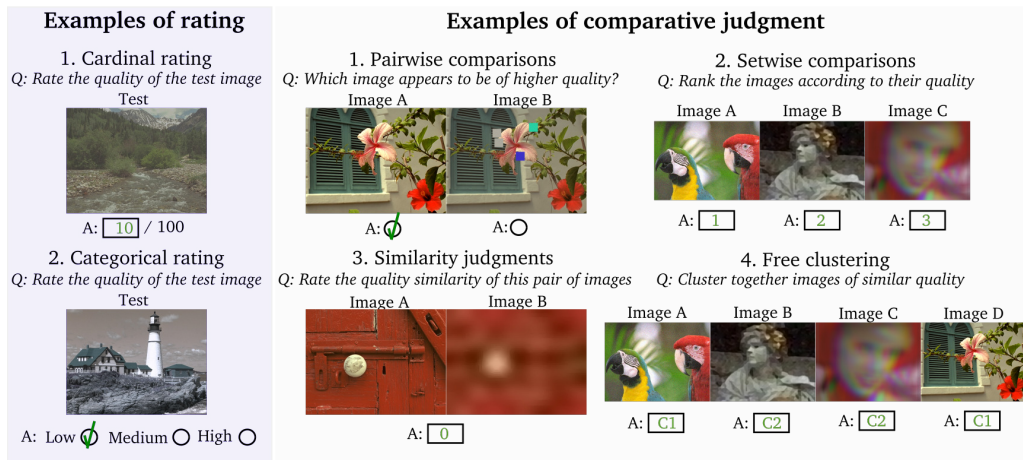 Examples of rating
1. Cardinal rating
Q: Rate the quality of the test image
Test
A: 10 / 100
2. Categorical rating
Q: Rate the quality of the test image
Test
A: Low Medium High
Examples of comparative judgment
1. Pairwise comparisons
Q: Which image appears to be of higher quality?
Image A Image B
A: A:
2. Setwise comparisons
Q: Rank the images according to their quality
Image A Image B Image C
A: 1 A: 2 A: 3
3. Similarity judgments
Q: Rate the quality similarity of this pair of images
Image A Image B
A: 0
4. Free clustering
Q: Cluster together images of similar quality
Image A Image B Image C Image D
A: C1 A: C2 A: C2 A: C1